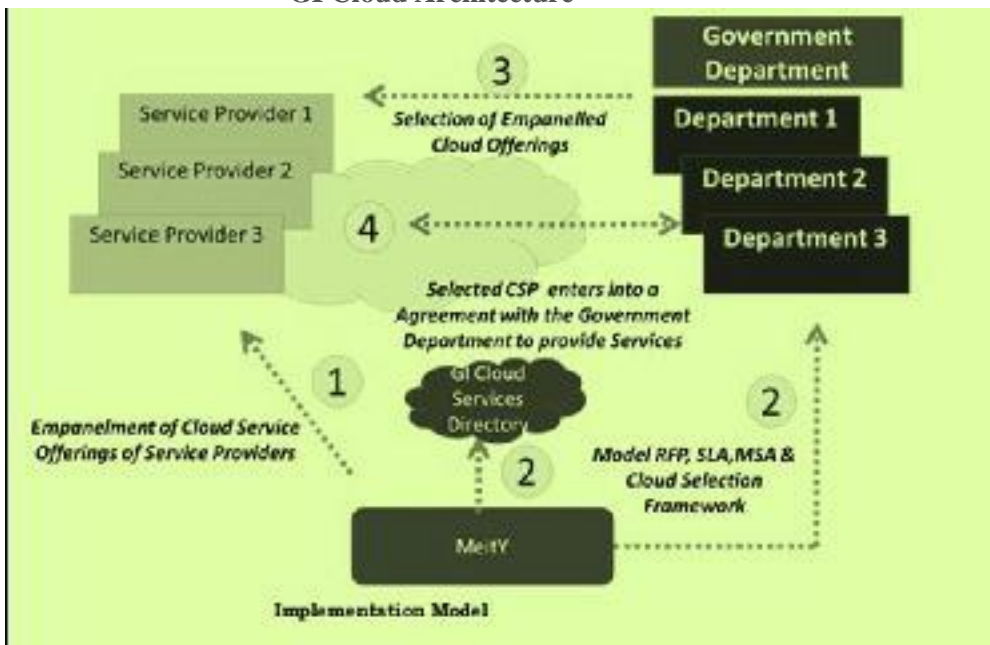 GI Cloud Architecture
Government
Department
3
Service Provider 1
Selection of Empanelled
Cloud Offerings
Department 1
Service Provider 2
Department 2
Service Provider 3
4
Department 3
Selected CSP enters into a
Agreement with the Government
Department to provide Services
1
GI Cloud
Services
Directory
2
Empanelment of Cloud Service
Offerings of Service Providers
2
Model RFP, SLA,MSA &
Cloud Selection
Framework
MeitY
Implementation Model